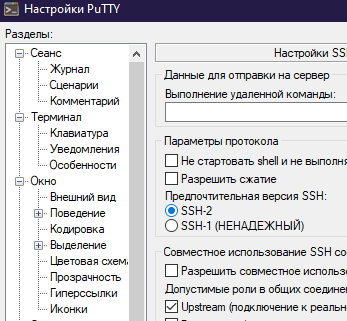 Настройки PuTTY
Разделы:
Сеанс
Журнал
Сценарии
Комментарий
Терминал
Клавиатура
Уведомления
Особенности
Окно
Внешний вид
Поведение
Кодировка
Выделение
Цветовая схема
Прозрачность
Гиперссылки
Иконки
Настройки SS
Данные для отправки на сервер
Выполнение удаленной команды:
Параметры протокола
Не стартовать shell и не выполня
Разрешить сжатие
Предпочтительная версия SSH:
SSH-2
SSH-1 (НЕНАДЕЖНЫЙ)
Совместное использование SSH со
Разрешить совместное использо
Допустимые роли в общих соединен
Upstream (подключение к реальн